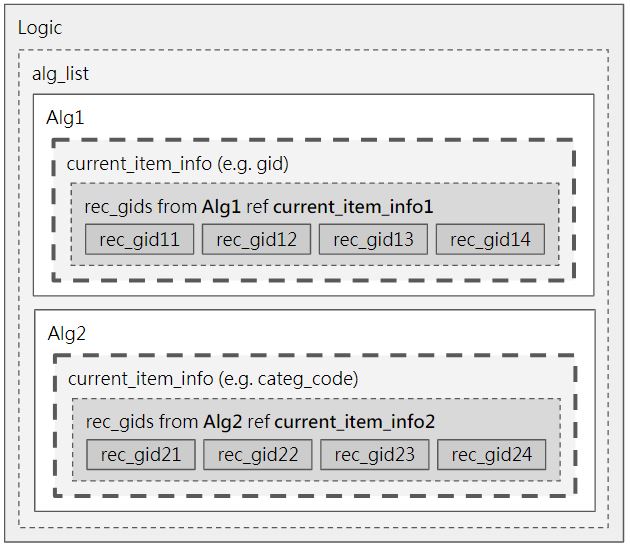 Logic
alg_list
Alg1
current_item_info (e.g. gid)
rec_gids from Alg1 ref current_item_info1
rec_gid11 rec_gid12 rec_gid13 rec_gid14
Alg2
current_item_info (e.g. categ_code)
rec_gids from Alg2 ref current_item_info2
rec_gid21 rec_gid22 rec_gid23 rec_gid24